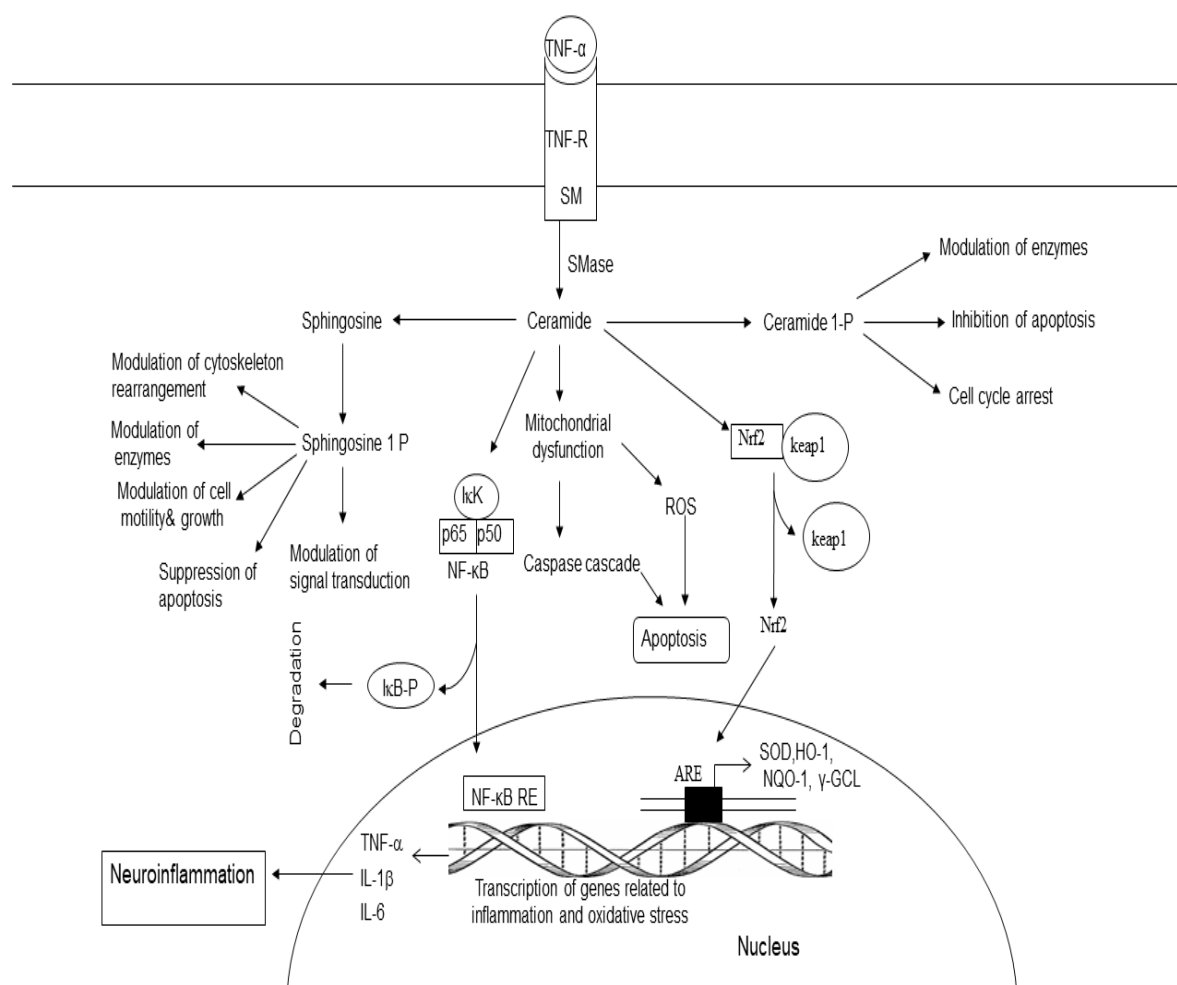 TNF-α
TNF-R
SM
SMase
Modulation of enzymes
Sphingosine
Ceramide
Ceramide 1-P
Inhibition of apoptosis
Cell cycle arrest
Modulation of cytoskeleton
rearrangement
Modulation of
enzymes
Sphingosine 1 P
Modulation of cell
motility& growth
Suppression of
apoptosis
Modulation of
signal transduction
Mitochondrial
dysfunction
Nrf2
keap1
IκK
p65 p50
NF-κB
ROS
keap1
Caspase cascade
Apoptosis
Nrf2
Degradation
IκB-P
SOD,HO-1,
NQO-1, γ-GCL
ARE
NF-κB RE
TNF-α
IL-1β
IL-6
Neuroinflammation
Transcription of genes related to
inflammation and oxidative stress
Nucleus